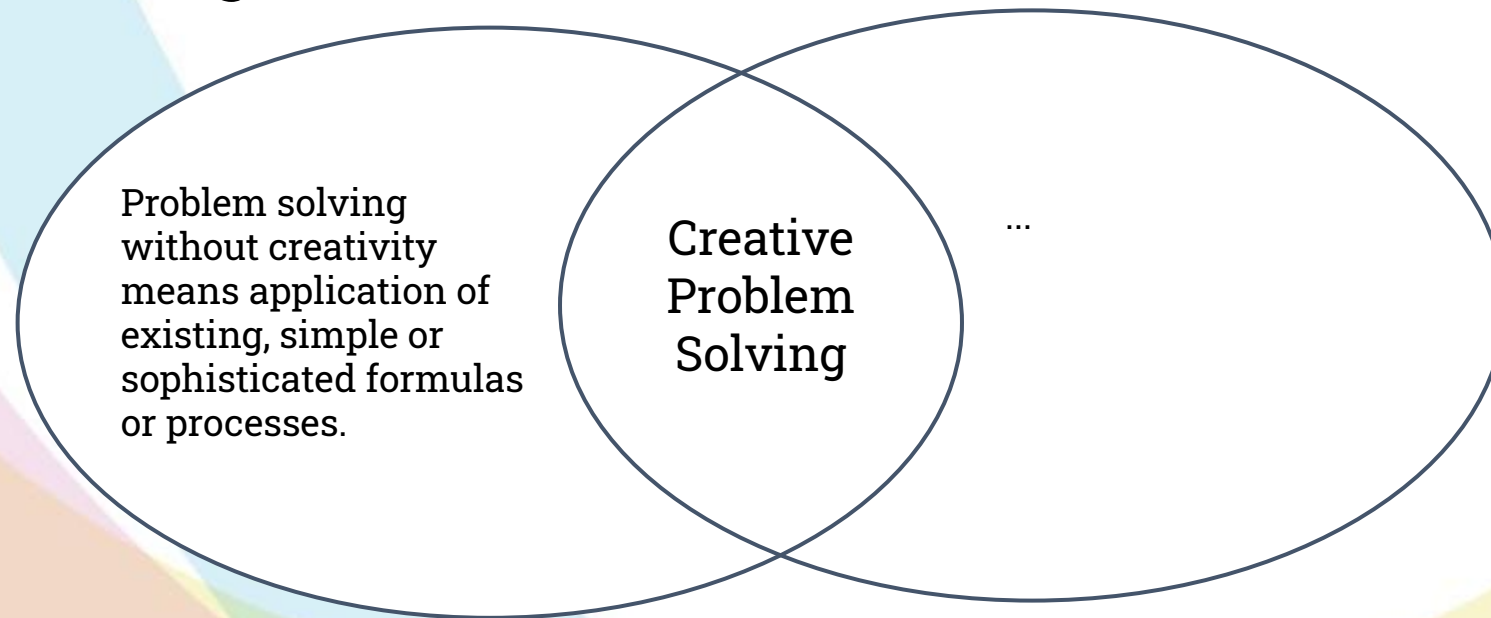 Problem solving
without creativity
means application of
existing, simple or
sophisticated formulas
or processes.
Creative
Problem
Solving
...